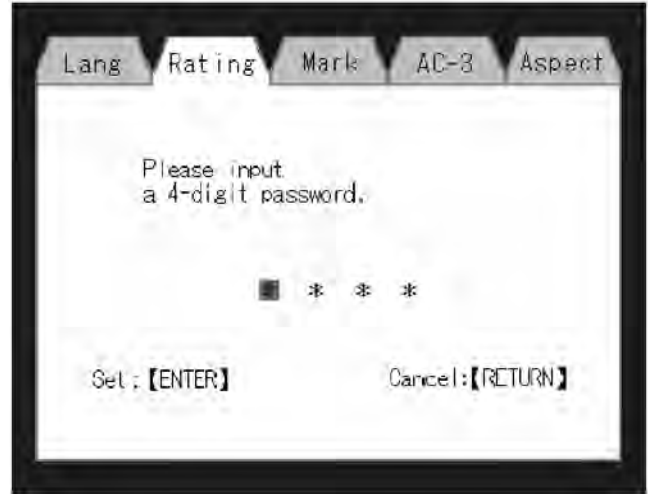 Lang Rating Mark AC-3 Aspect
Please input
a 4-digit password.
* * *
Set:【ENTER】 Cancel:【RETURN】